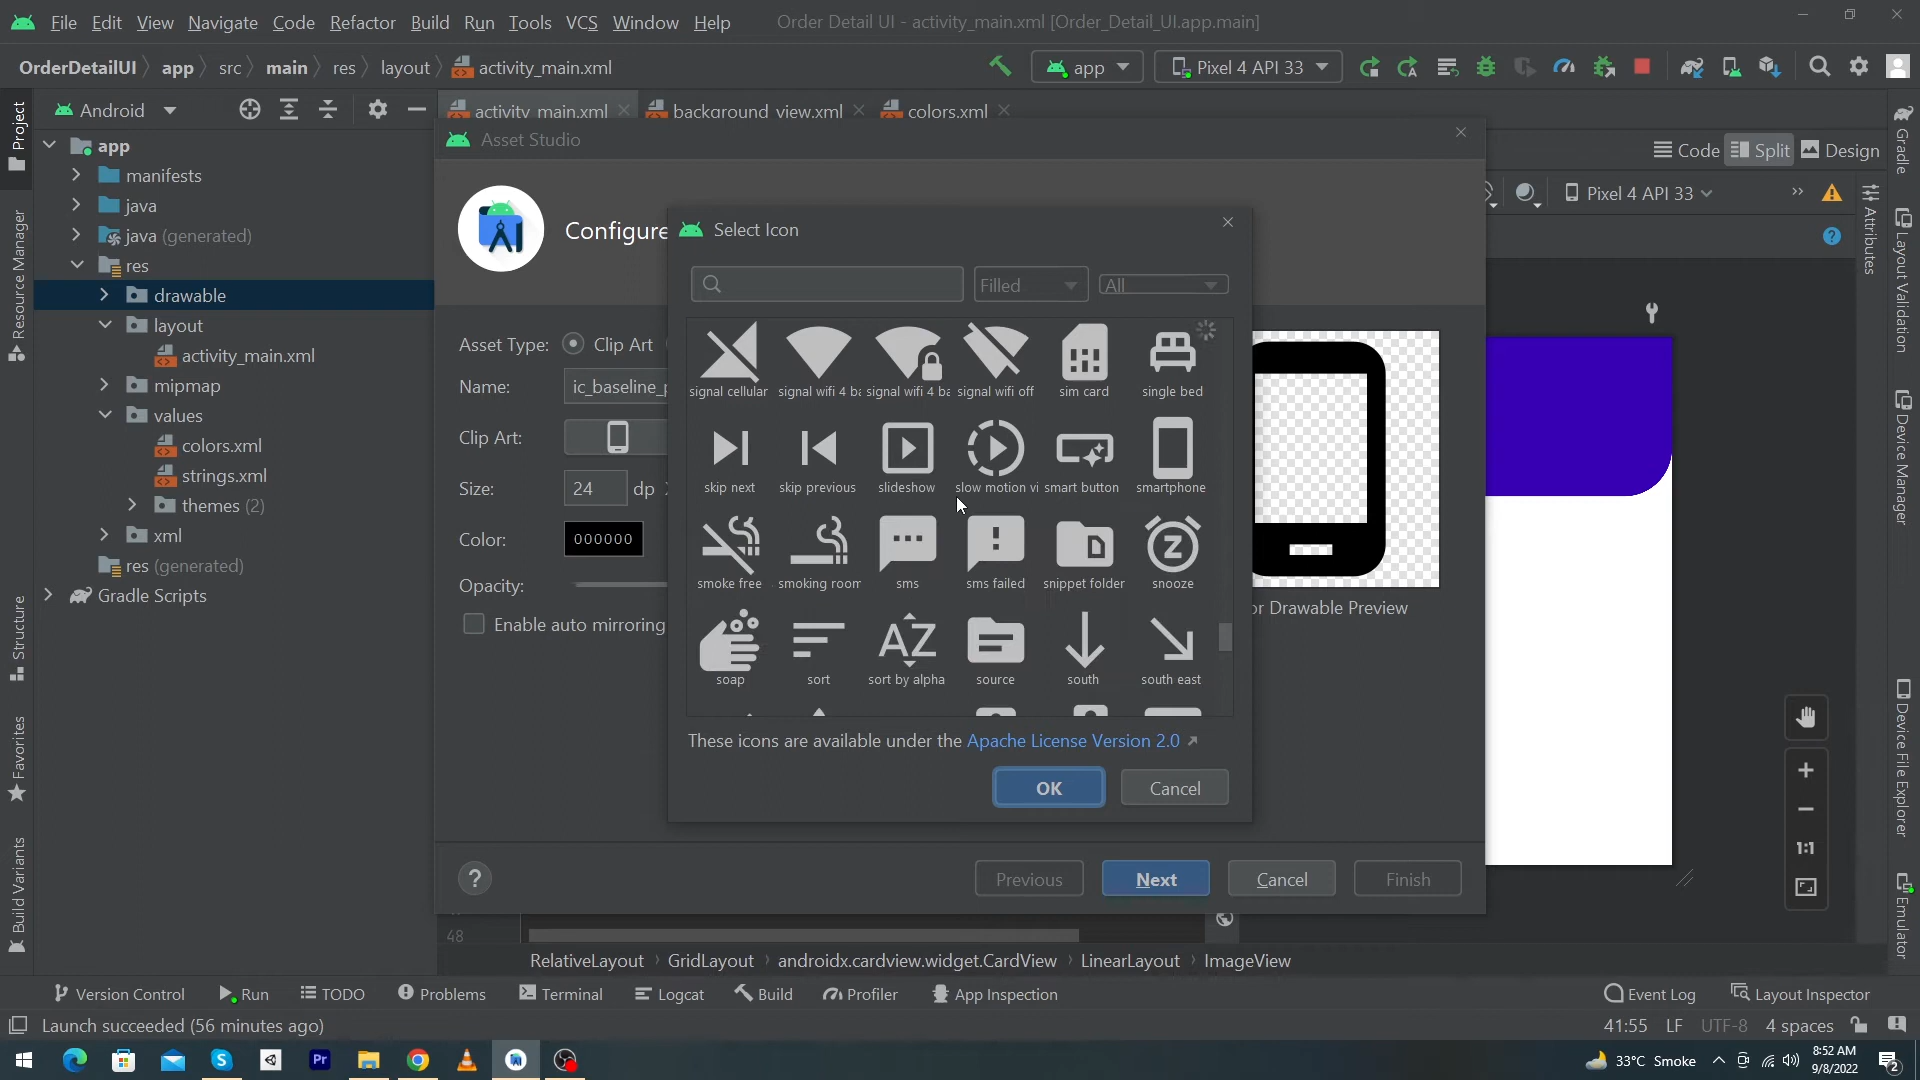 File Edit View Navigate Code Refactor Build Run Tools VCS Window Help Order Detail UI - activity_main.xml [Order_Detail_UI.app.main]
OrderDetailUI app src main res layout activity_main.xml app Pixel 4 API 33
Project Android activity_main.xml background_view.xml colors.xml Gradle
Asset Studio
Code Split Design
app
manifests
java
java (generated)
res
drawable
layout
activity_main.xml
mipmap
values
colors.xml
strings.xml
themes (2)
xml
res (generated)
Gradle Scripts
Resource Manager
Structure
Favorites
Build Variants
Configure
Select Icon
Pixel 4 API 33
Attributes
Layout Validation
Device Manager
Device File Explorer
Emulator
Filled All
Asset Type: Clip Art
Name: ic_baseline_p
Clip Art:
Size: 24 dp
Color: 000000
Opacity:
Enable auto mirroring
signal cellular signal wifi 4 ba signal wifi 4 ba signal wifi off sim card single bed
skip next skip previous slideshow slow motion vi smart button smartphone
smoke free smoking room sms sms failed snippet folder snooze
soap sort sort by alpha source south south east
These icons are available under the Apache License Version 2.0
OK Cancel
or Drawable Preview
1:1
? Previous Next Cancel Finish
48
RelativeLayout GridLayout androidx.cardview.widget.CardView LinearLayout ImageView
Version Control Run TODO Problems Terminal Logcat Build Profiler App Inspection Event Log Layout Inspector
Launch succeeded (56 minutes ago) 41:55 LF UTF-8 4 spaces
33°C Smoke 8:52 AM
9/8/2022
2